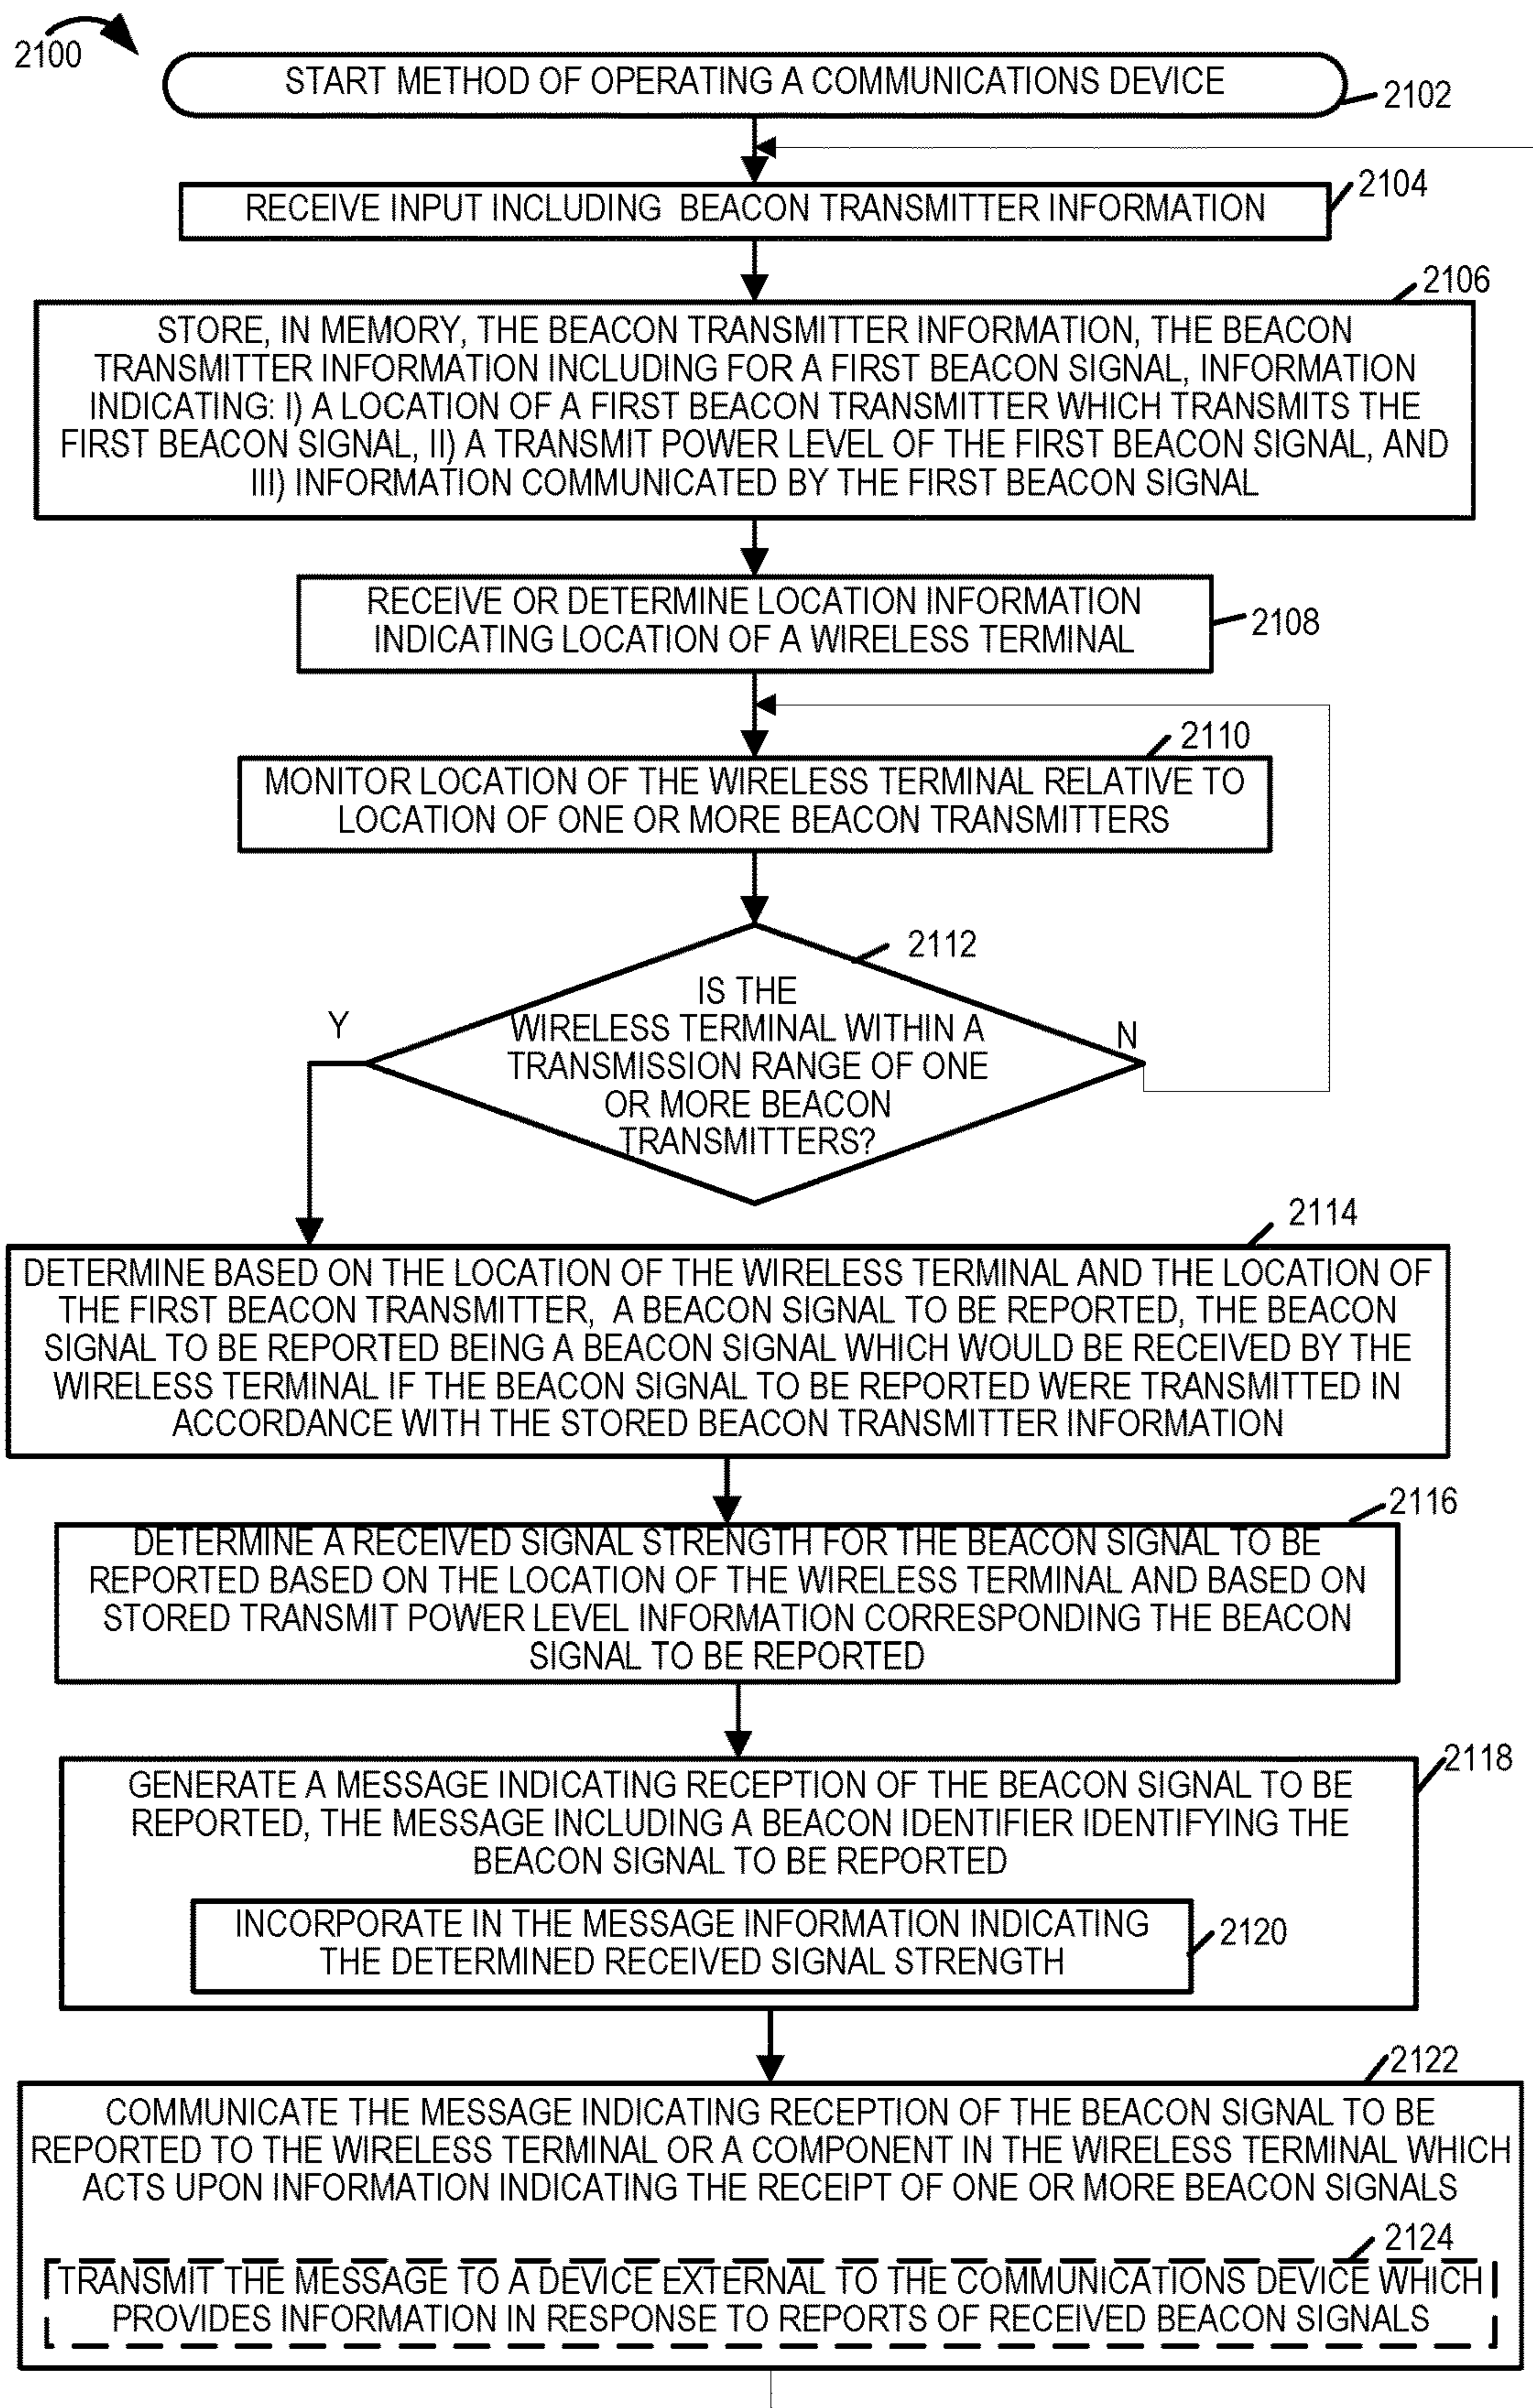 2100
START METHOD OF OPERATING A COMMUNICATIONS DEVICE
2102
RECEIVE INPUT INCLUDING BEACON TRANSMITTER INFORMATION
2104
2106
STORE, IN MEMORY, THE BEACON TRANSMITTER INFORMATION, THE BEACON
TRANSMITTER INFORMATION INCLUDING FOR A FIRST BEACON SIGNAL, INFORMATION
INDICATING: I) A LOCATION OF A FIRST BEACON TRANSMITTER WHICH TRANSMITS THE
FIRST BEACON SIGNAL, II) A TRANSMIT POWER LEVEL OF THE FIRST BEACON SIGNAL, AND
III) INFORMATION COMMUNICATED BY THE FIRST BEACON SIGNAL
RECEIVE OR DETERMINE LOCATION INFORMATION
INDICATING LOCATION OF A WIRELESS TERMINAL
2108
2110
MONITOR LOCATION OF THE WIRELESS TERMINAL RELATIVE TO
LOCATION OF ONE OR MORE BEACON TRANSMITTERS
2112
IS THE
WIRELESS TERMINAL WITHIN A
TRANSMISSION RANGE OF ONE
OR MORE BEACON
TRANSMITTERS?
Y
N
2114
DETERMINE BASED ON THE LOCATION OF THE WIRELESS TERMINAL AND THE LOCATION OF
THE FIRST BEACON TRANSMITTER, A BEACON SIGNAL TO BE REPORTED, THE BEACON
SIGNAL TO BE REPORTED BEING A BEACON SIGNAL WHICH WOULD BE RECEIVED BY THE
WIRELESS TERMINAL IF THE BEACON SIGNAL TO BE REPORTED WERE TRANSMITTED IN
ACCORDANCE WITH THE STORED BEACON TRANSMITTER INFORMATION
2116
DETERMINE A RECEIVED SIGNAL STRENGTH FOR THE BEACON SIGNAL TO BE
REPORTED BASED ON THE LOCATION OF THE WIRELESS TERMINAL AND BASED ON
STORED TRANSMIT POWER LEVEL INFORMATION CORRESPONDING THE BEACON
SIGNAL TO BE REPORTED
2118
GENERATE A MESSAGE INDICATING RECEPTION OF THE BEACON SIGNAL TO BE
REPORTED, THE MESSAGE INCLUDING A BEACON IDENTIFIER IDENTIFYING THE
BEACON SIGNAL TO BE REPORTED
INCORPORATE IN THE MESSAGE INFORMATION INDICATING
THE DETERMINED RECEIVED SIGNAL STRENGTH
2120
2122
COMMUNICATE THE MESSAGE INDICATING RECEPTION OF THE BEACON SIGNAL TO BE
REPORTED TO THE WIRELESS TERMINAL OR A COMPONENT IN THE WIRELESS TERMINAL WHICH
ACTS UPON INFORMATION INDICATING THE RECEIPT OF ONE OR MORE BEACON SIGNALS
2124
TRANSMIT THE MESSAGE TO A DEVICE EXTERNAL TO THE COMMUNICATIONS DEVICE WHICH
PROVIDES INFORMATION IN RESPONSE TO REPORTS OF RECEIVED BEACON SIGNALS